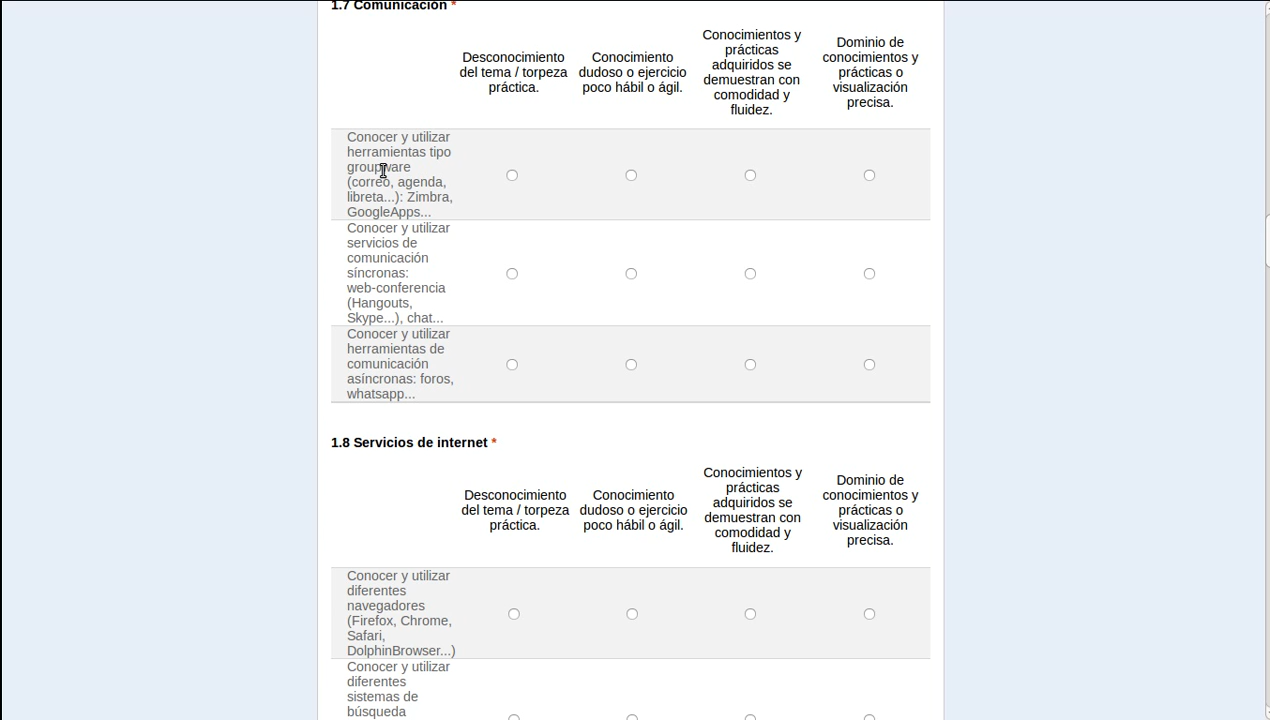 1.7 Comunicación *
Desconocimiento
del tema / torpeza
práctica.
Conocimiento
dudoso o ejercicio
poco hábil o ágil.
Conocimientos y
prácticas
adquiridos se
demuestran con
comodidad y
fluidez.
Dominio de
conocimientos y
prácticas o
visualización
precisa.
Conocer y utilizar
herramientas tipo
groupware
(correo, agenda,
libreta...): Zimbra,
GoogleApps...
Conocer y utilizar
servicios de
comunicación
síncronas:
web-conferencia
(Hangouts,
Skype...), chat...
Conocer y utilizar
herramientas de
comunicación
asíncronas: foros,
whatsapp...
1.8 Servicios de internet *
Desconocimiento
del tema / torpeza
práctica.
Conocimiento
dudoso o ejercicio
poco hábil o ágil.
Conocimientos y
prácticas
adquiridos se
demuestran con
comodidad y
fluidez.
Dominio de
conocimientos y
prácticas o
visualización
precisa.
Conocer y utilizar
diferentes
navegadores
(Firefox, Chrome,
Safari,
DolphinBrowser...)
Conocer y utilizar
diferentes
sistemas de
búsqueda